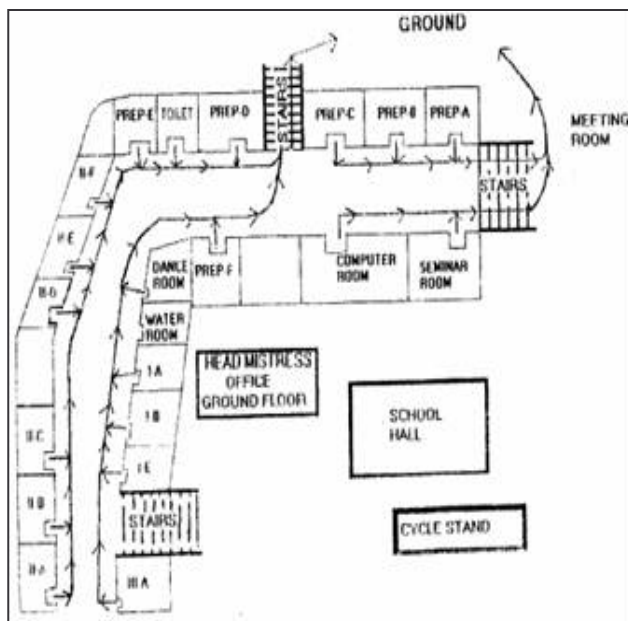 GROUND
MEETING
ROOM
STAIRS
PREP-E
TOILET
PREP-D
PREP-C
PREP-B
PREP-A
STAIRS
II-F
II-E
II-D
DANCE
ROOM
PREP-F
COMPUTER
ROOM
SEMINAR
ROOM
WATER
ROOM
I A
HEAD MISTRESS
OFFICE
GROUND FLOOR
I B
SCHOOL
HALL
II-C
I E
II B
STAIRS
CYCLE STAND
II-A
III A